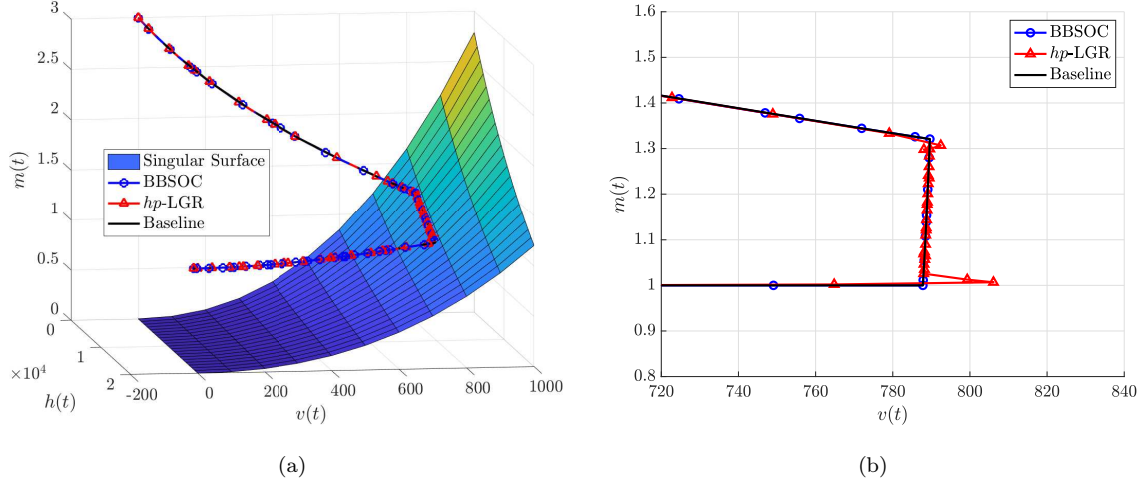 3
2.5
2
1.5
1
0.5
0
m(t)
Singular Surface
BBSOC
hp-LGR
Baseline
0
1
2
×10⁴
h(t)
-200
0
200
400
600
800
1000
v(t)
(a)
1.6
1.5
1.4
1.3
1.2
1.1
1
0.9
0.8
m(t)
BBSOC
hp-LGR
Baseline
720
740
760
780
800
820
840
v(t)
(b)